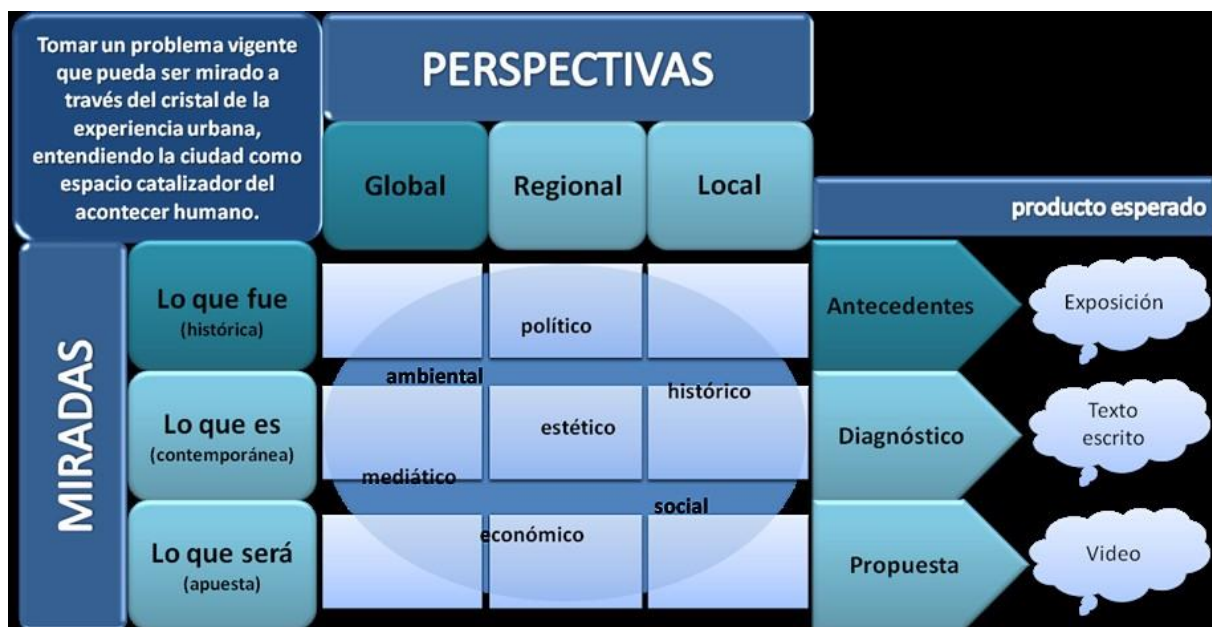 Tomar un problema vigente
que pueda ser mirado a
través del cristal de la
experiencia urbana,
entendiendo la ciudad como
espacio catalizador del
acontecer humano.
PERSPECTIVAS
Global
Regional
Local
producto esperado
MIRADAS
Lo que fue
(histórica)
político
Antecedentes
Exposición
ambiental
histórico
Lo que es
(contemporánea)
estético
Diagnóstico
Texto
escrito
mediático
social
económico
Lo que será
(apuesta)
Propuesta
Video